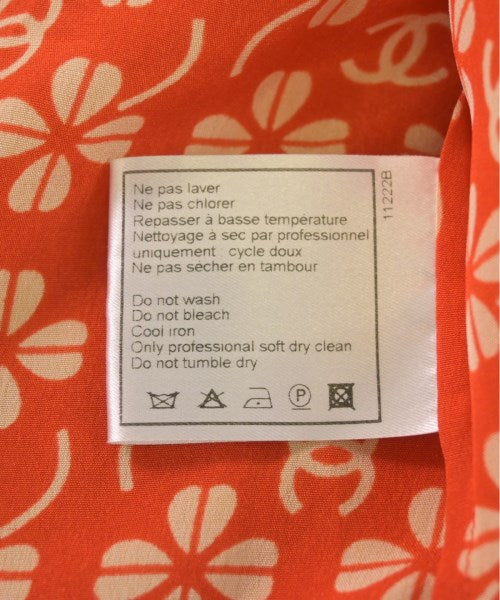 Ne pas laver
Ne pas chlorer
Repasser à basse température
Nettoyage à sec par professionnel
uniquement : cycle doux
Ne pas sécher en tambour
Do not wash
Do not bleach
Cool iron
Only professional soft dry clean
Do not tumble dry
P
11222B